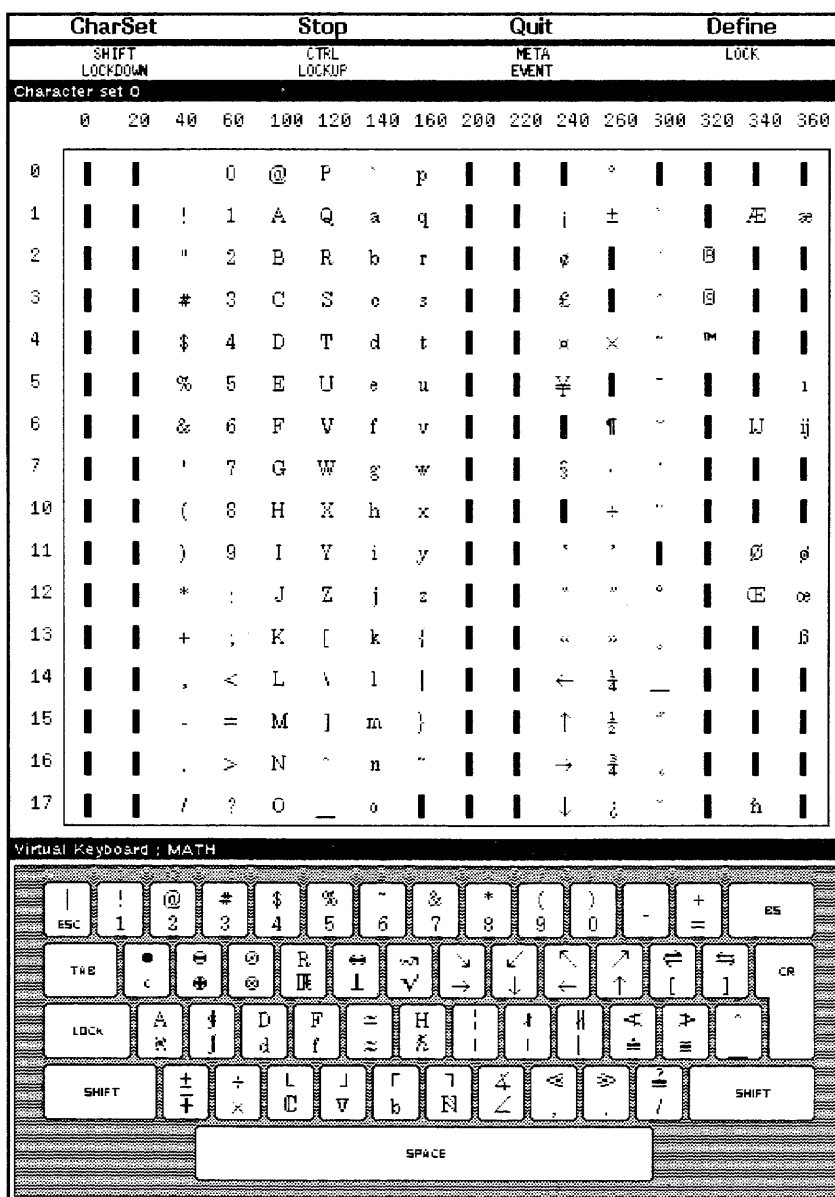 CharSet Stop Quit Define
SHIFT CTRL META LOCK
LOCKDOWN LOCKUP EVENT
Character set 0
0 20 40 60 100 120 140 160 200 220 240 260 300 320 340 360
0 0 @ P ` p °
1 ! 1 A Q a q ¡ ± ` Æ æ
2 " 2 B R b r ¢ ´ ® 
3 # 3 C S c s £ ^ ©
4 $ 4 D T d t ¤ × ~ ™
5 % 5 E U e u ¥ ¯ ı
6 & 6 F V f v ¶ ˘ IJ ij
7 ' 7 G W g w § · ˙
10 ( 8 H X h x ÷ ¨
11 ) 9 I Y i y ‘ ’ Ø ø
12 * : J Z j z “ ” ° Œ œ
13 + ; K [ k { « » ¸ ß
14 , < L \ l | ← ¼ _
15 - = M ] m } ↑ ½ ˝
16 . > N ^ n ~ → ¾ ˛
17 / ? O _ o ↓ ¿ ˇ ŉ
Virtual Keyboard : MATH
| ! @ # $ % ~ & * ( ) +
ESC 1 2 3 4 5 6 7 8 9 0 - = BS
TAB ● ⊖ ⊘ R ⇔ ↘ ↙ ↖ ↗ ⇌ ⇆ CR
c ⊕ ⊗ ⊥ √ → ↓ ← ↑ [ ]
LOCK A D F ≃ H ¦ ∦ ^
∫ d f ≈ | | ≐ ≡ _
SHIFT ± ÷ ∟ ┘ ┌ ┐ ∡ ≟ SHIFT
∓ × ℂ ∇ b ℕ ∠ , . /
SPACE